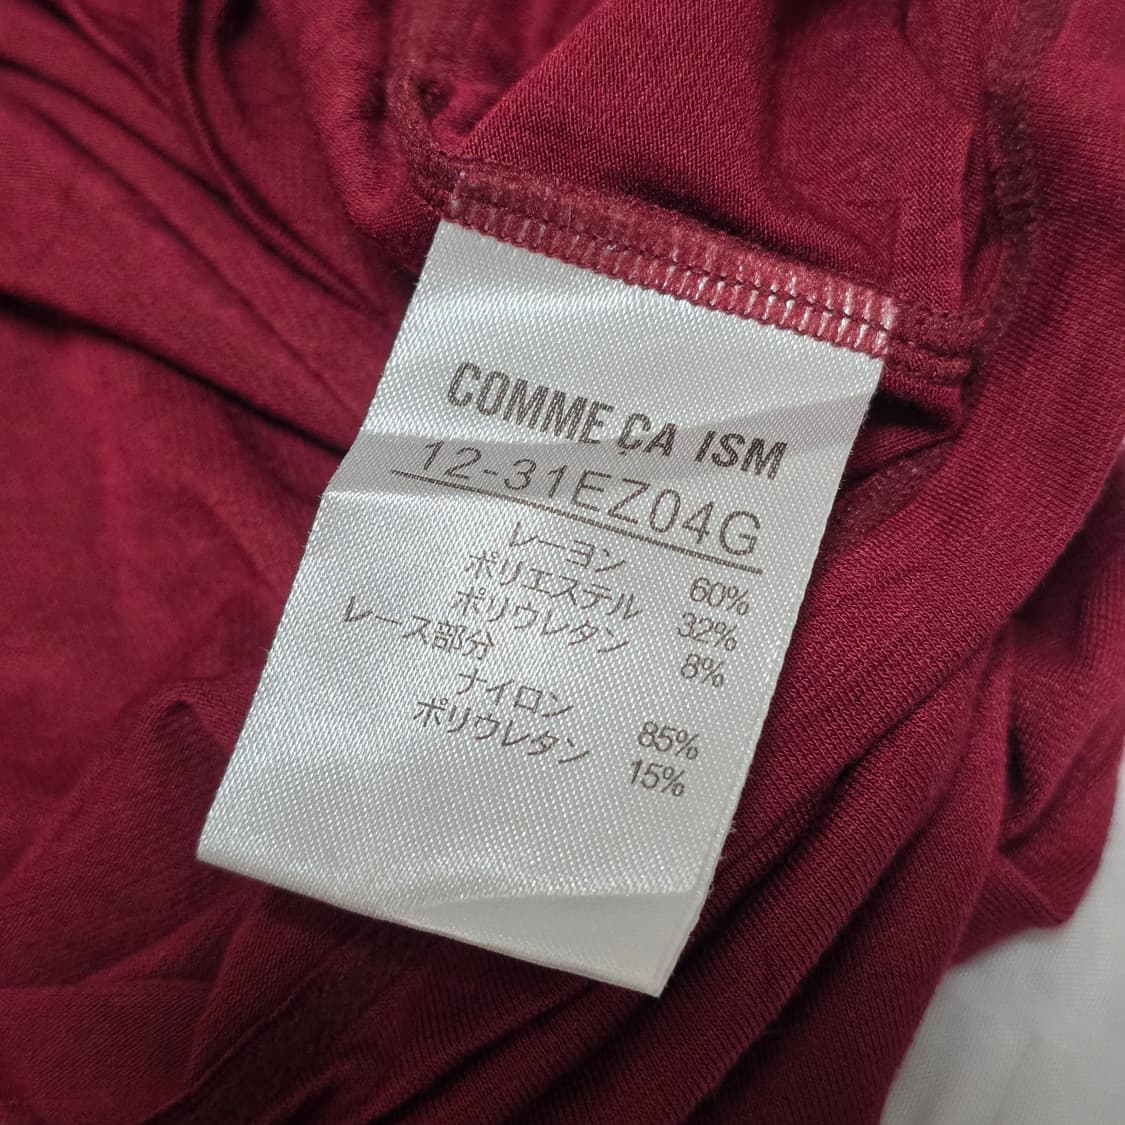 COMME ÇA ISM
12-31EZ04G
レーヨン 60%
ポリエステル 32%
ポリウレタン 8%
レース部分
ナイロン 85%
ポリウレタン 15%